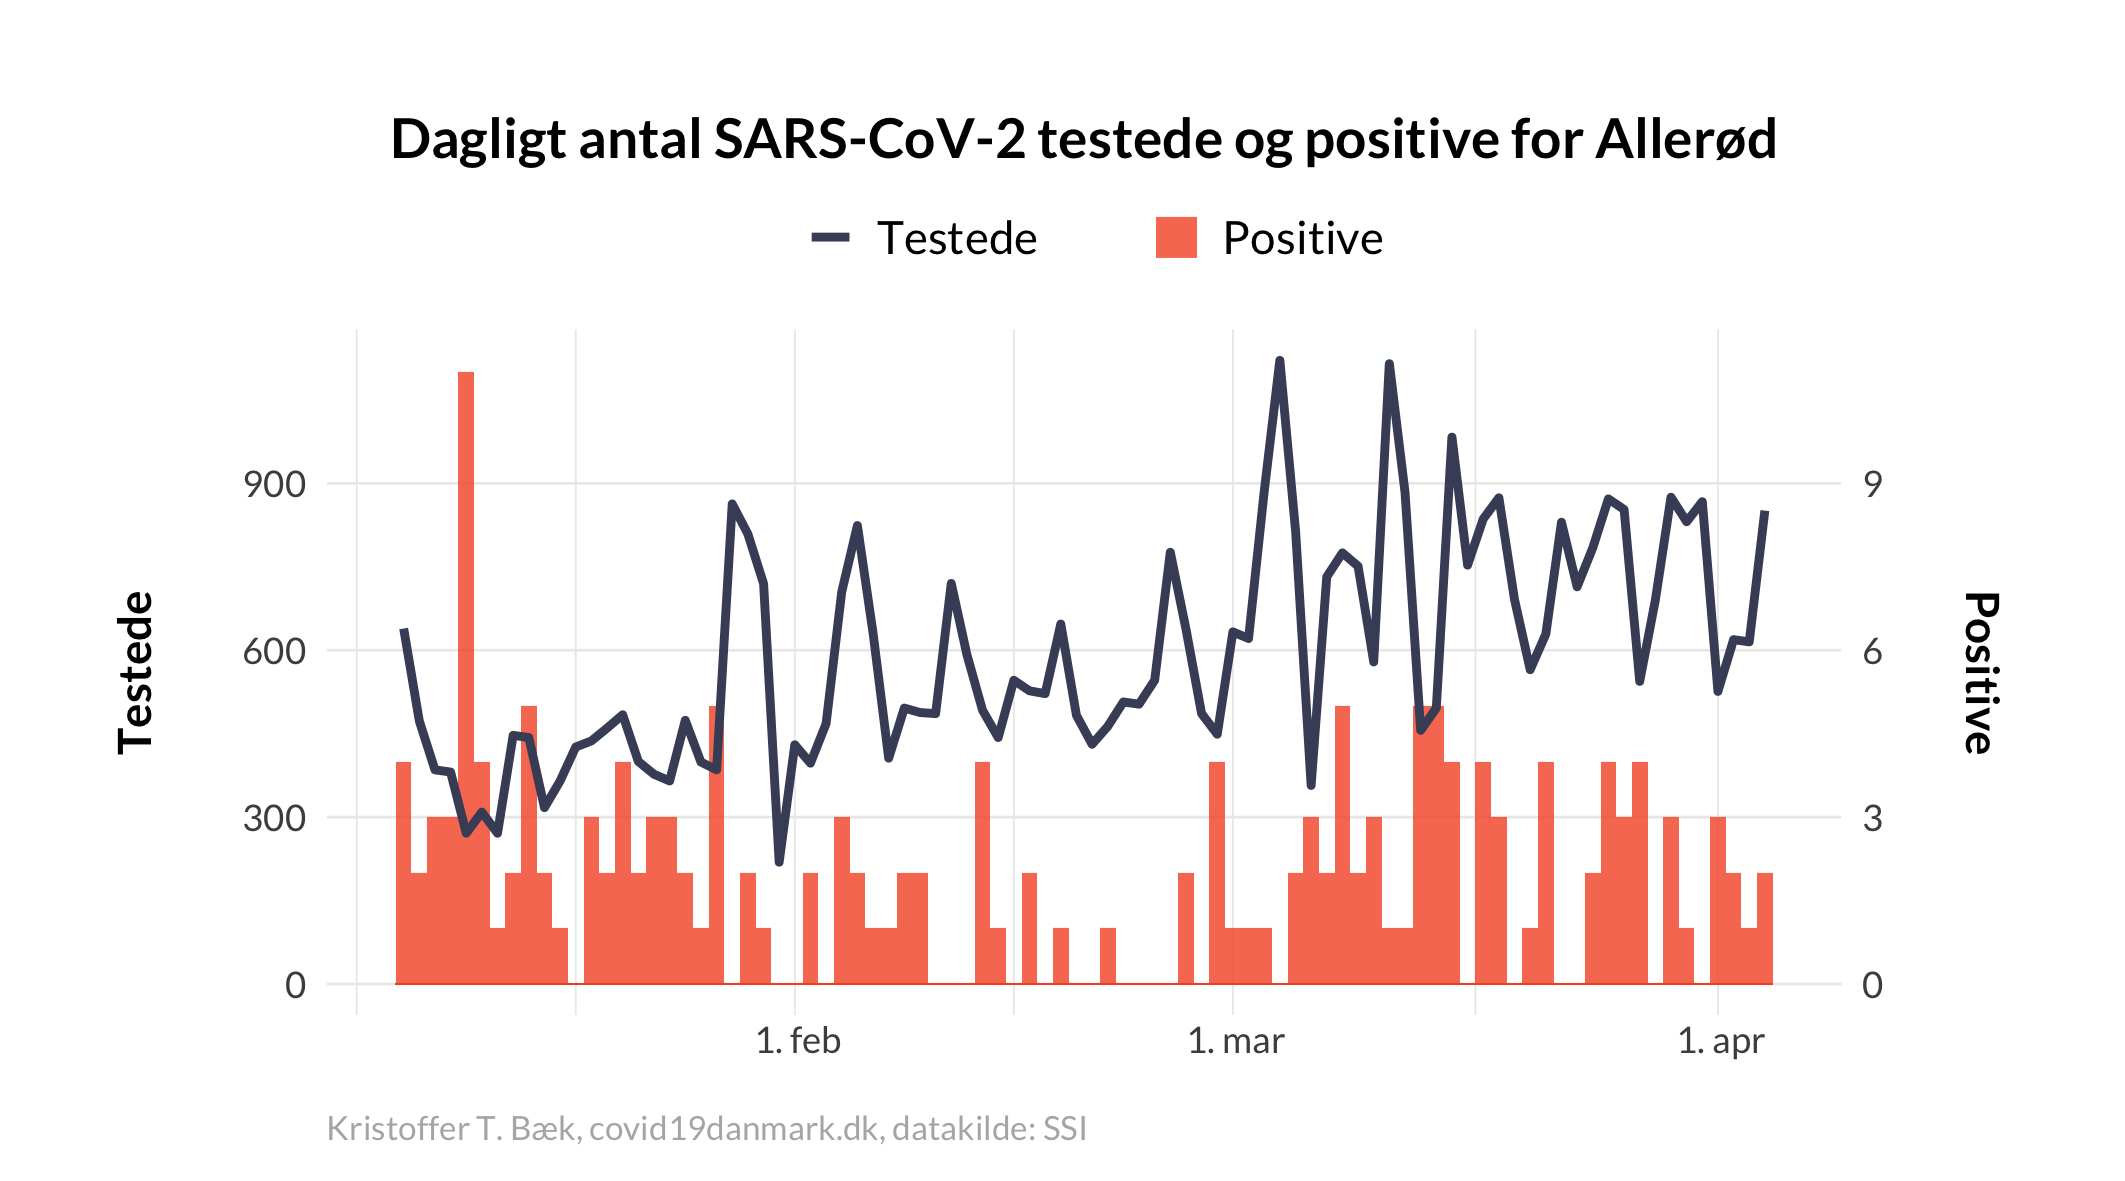 Dagligt antal SARS-CoV-2 testede og positive for Allerød
Testede Positive
Testede
Positive
900 9
600 6
300 3
0 0
1. feb 1. mar 1. apr
Kristoffer T. Bæk, covid19danmark.dk, datakilde: SSI